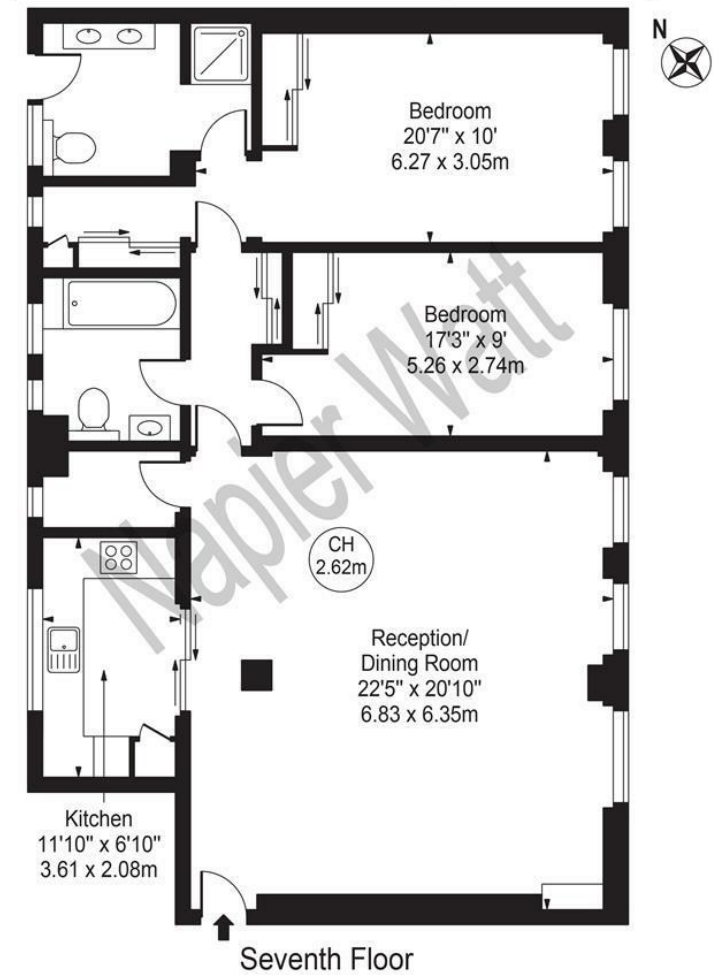 N
Bedroom
20'7" x 10'
6.27 x 3.05m
Bedroom
17'3" x 9'
5.26 x 2.74m
Napier Watt
CH
2.62m
Reception/
Dining Room
22'5" x 20'10"
6.83 x 6.35m
Kitchen
11'10" x 6'10"
3.61 x 2.08m
Seventh Floor